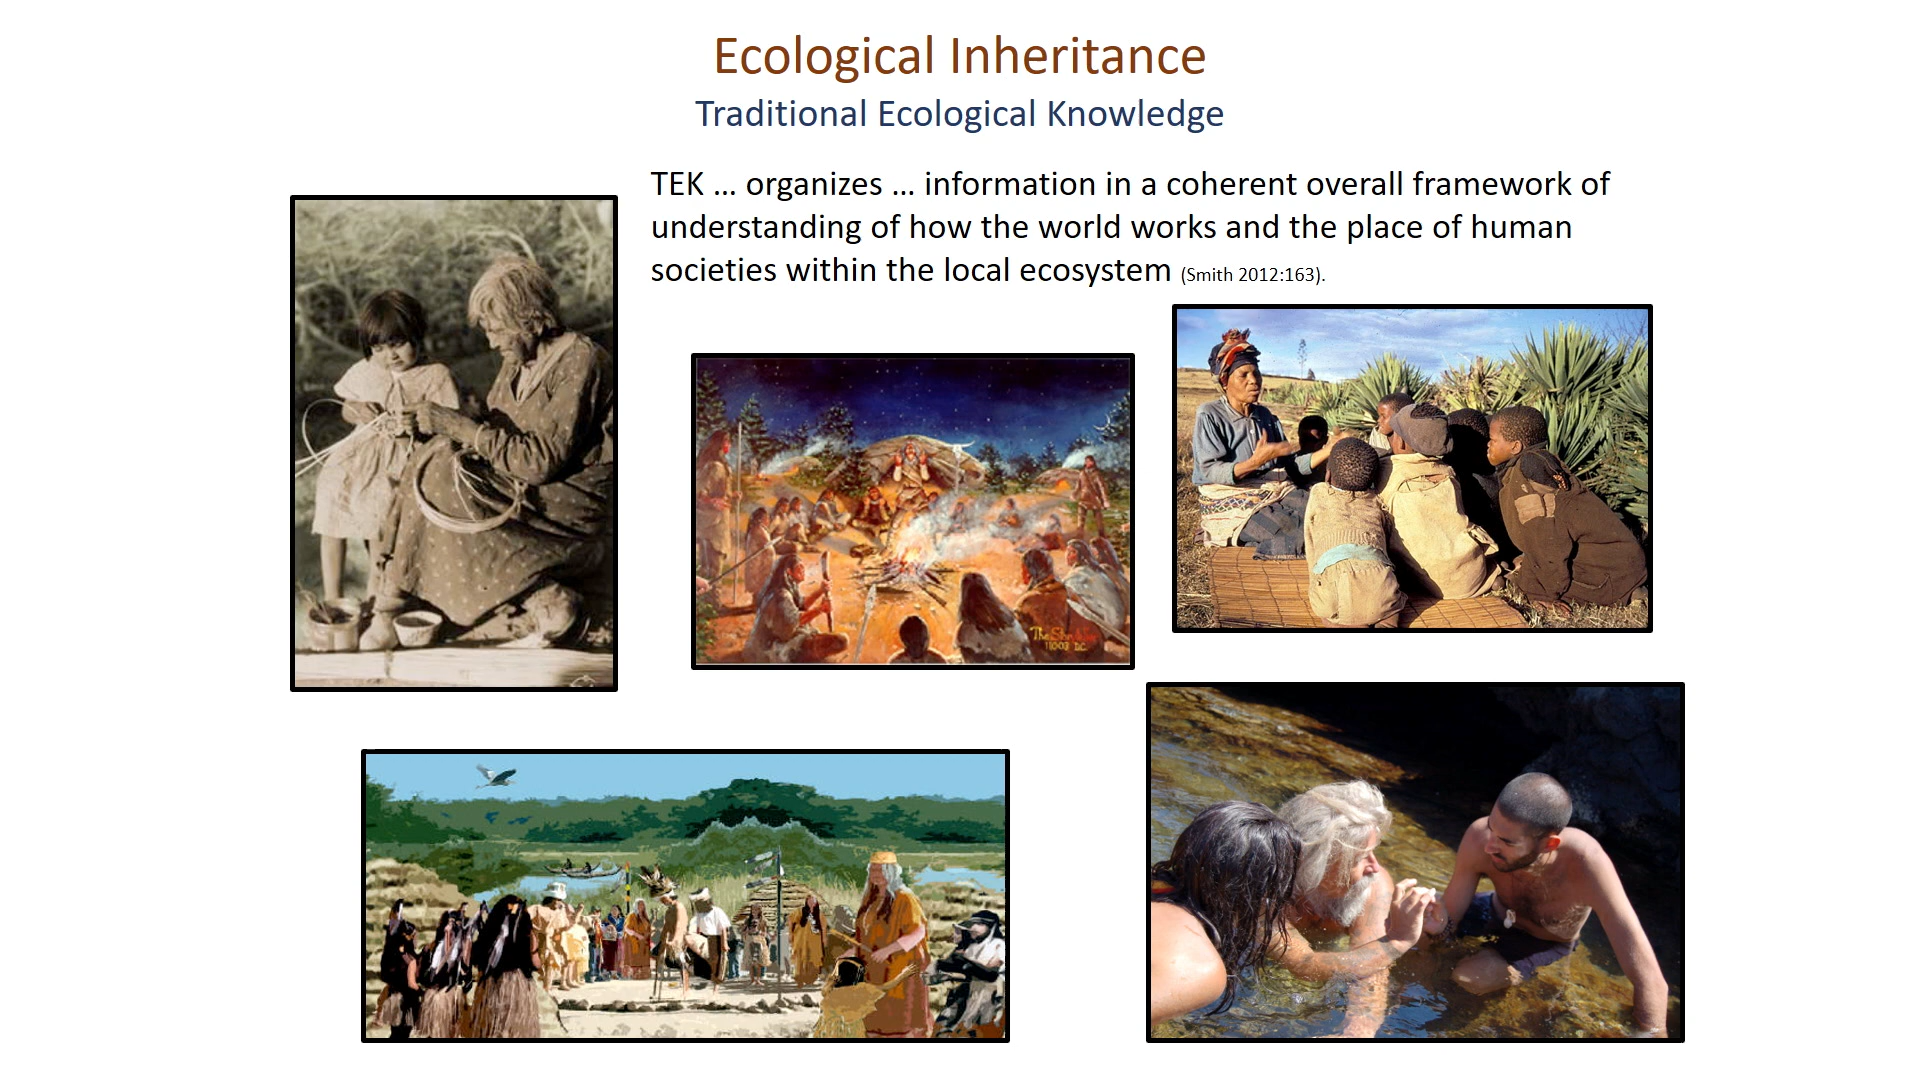 Ecological Inheritance
Traditional Ecological Knowledge
TEK ... organizes ... information in a coherent overall framework of
understanding of how the world works and the place of human
societies within the local ecosystem (Smith 2012:163).